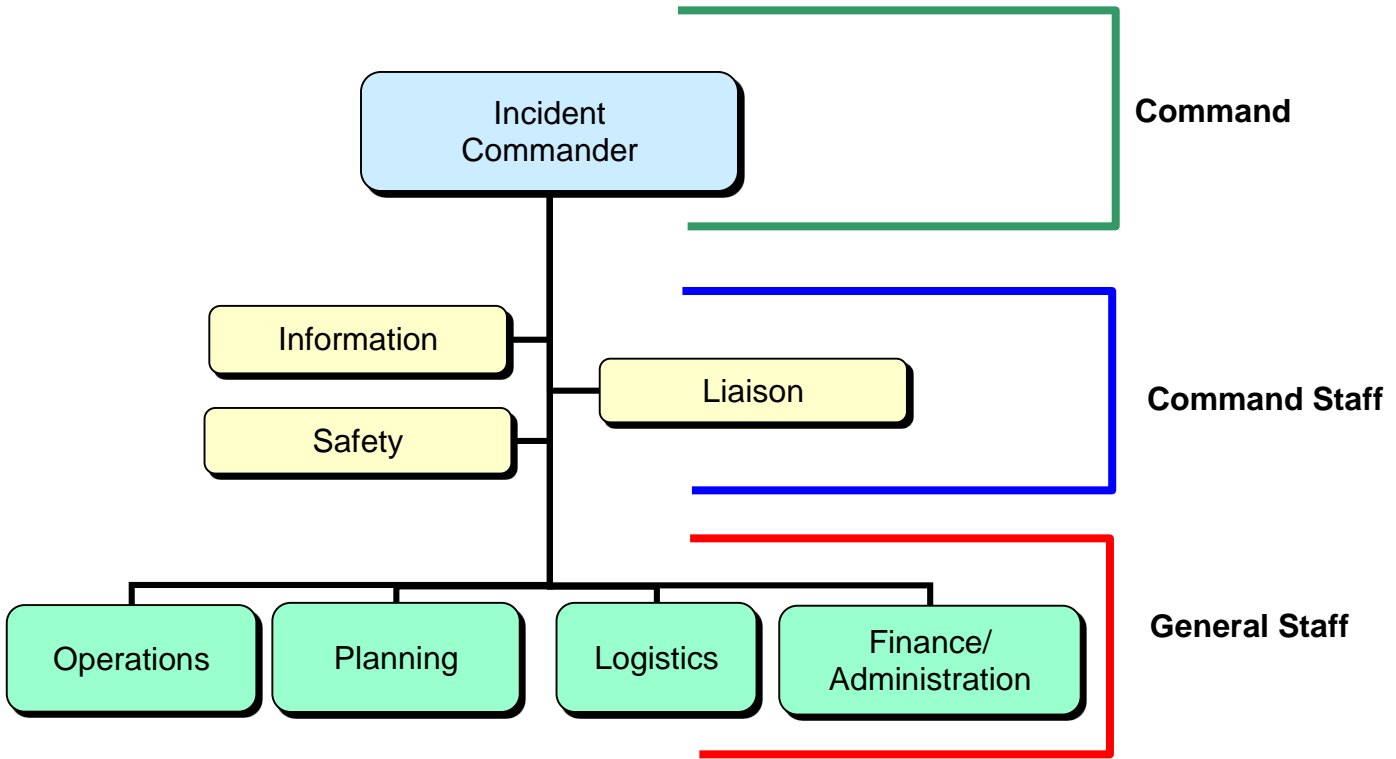 Incident
Commander
Command
Information
Liaison
Safety
Command Staff
Operations
Planning
Logistics
Finance/
Administration
General Staff